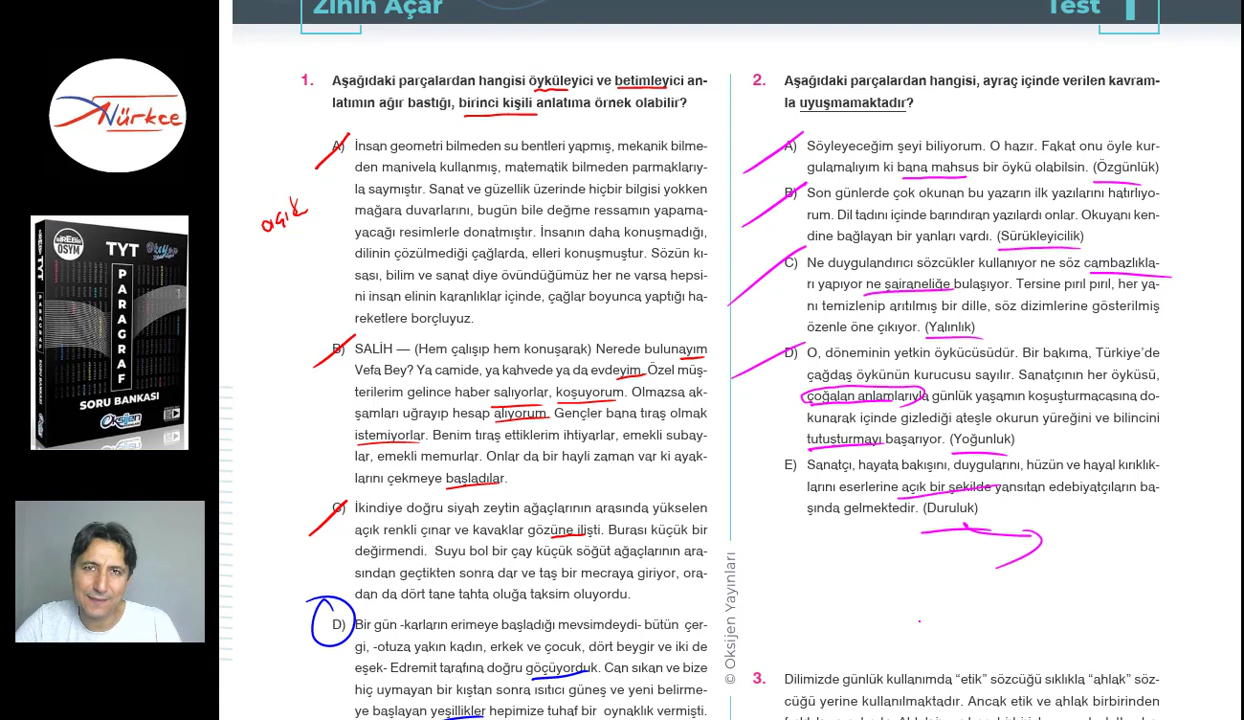 Zihin Açar
Test 1
Nürkçe
açık
BİREBİR
ÖSYM
TYT
PARAGRAF
SORU BANKASI
Oksijen
1. Aşağıdaki parçalardan hangisi öyküleyici ve betimleyici an-
latımın ağır bastığı, birinci kişili anlatıma örnek olabilir?
A) İnsan geometri bilmeden su bentleri yapmış, mekanik bilme-
den manivela kullanmış, matematik bilmeden parmaklarıy-
la saymıştır. Sanat ve güzellik üzerinde hiçbir bilgisi yokken
mağara duvarlarını, bugün bile değme ressamın yapama-
yacağı resimlerle donatmıştır. İnsanın daha konuşmadığı,
dilinin çözülmediği çağlarda, elleri konuşmuştur. Sözün kı-
sası, bilim ve sanat diye övündüğümüz her ne varsa hepsi-
ni insan elinin karanlıklar içinde, çağlar boyunca yaptığı ha-
reketlere borçluyuz.
B) SALİH — (Hem çalışıp hem konuşarak) Nerede bulunayım
Vefa Bey? Ya camide, ya kahvede ya da evdeyim. Özel müş-
terilerim gelince haber salıyorlar, koşuyorum. Olmazsa ak-
şamları uğrayıp hesap alıyorum. Gençler bana tıraş olmak
istemiyorlar. Benim tıraş ettiklerim ihtiyarlar, emekli subay-
lar, emekli memurlar. Onlar da bir hayli zaman var ki ayak-
larını çekmeye başladılar.
C) İkindiye doğru siyah zeytin ağaçlarının arasında yükselen
açık renkli çınar ve kavaklar gözüne ilişti. Burası küçük bir
değirmendi. Suyu bol bir çay küçük söğüt ağaçlarının ara-
sından geçtikten sonra dar ve taş bir mecraya giriyor, ora-
dan da dört tane tahta oluğa taksim oluyordu.
D) Bir gün -karların erimeye başladığı mevsimdeydi- bütün çer-
gi, -otuza yakın kadın, erkek ve çocuk, dört beygir ve iki de
eşek- Edremit tarafına doğru göçüyorduk. Can sıkan ve bize
hiç uymayan bir kıştan sonra ısıtıcı güneş ve yeni belirme-
ye başlayan yeşillikler hepimize tuhaf bir oynaklık vermişti.
2. Aşağıdaki parçalardan hangisi, ayraç içinde verilen kavram-
la uyuşmamaktadır?
A) Söyleyeceğim şeyi biliyorum. O hazır. Fakat onu öyle kur-
gulamalıyım ki bana mahsus bir öykü olabilsin. (Özgünlük)
B) Son günlerde çok okunan bu yazarın ilk yazılarını hatırlıyo-
rum. Dil tadını içinde barındıran yazılardı onlar. Okuyanı ken-
dine bağlayan bir yanları vardı. (Sürükleyicilik)
C) Ne duygulandırıcı sözcükler kullanıyor ne söz cambazlıkla-
rı yapıyor ne şairaneliğe bulaşıyor. Tersine pırıl pırıl, her ya-
nı temizlenip arıtılmış bir dille, söz dizimlerine gösterilmiş
özenle öne çıkıyor. (Yalınlık)
D) O, döneminin yetkin öykücüsüdür. Bir bakıma, Türkiye'de
çağdaş öykünün kurucusu sayılır. Sanatçının her öyküsü,
çoğalan anlamlarıyla günlük yaşamın koşuşturmacasına do-
kunarak içinde gizlediği ateşle okurun yüreğini ve bilincini
tutuşturmayı başarıyor. (Yoğunluk)
E) Sanatçı, hayata bakışını, duygularını, hüzün ve hayal kırıklık-
larını eserlerine açık bir şekilde yansıtan edebiyatçıların ba-
şında gelmektedir. (Duruluk)
© Oksijen Yayınları
3. Dilimizde günlük kullanımda “etik” sözcüğü sıklıkla “ahlak” söz-
cüğü yerine kullanılmaktadır. Ancak etik ve ahlak birbirinden